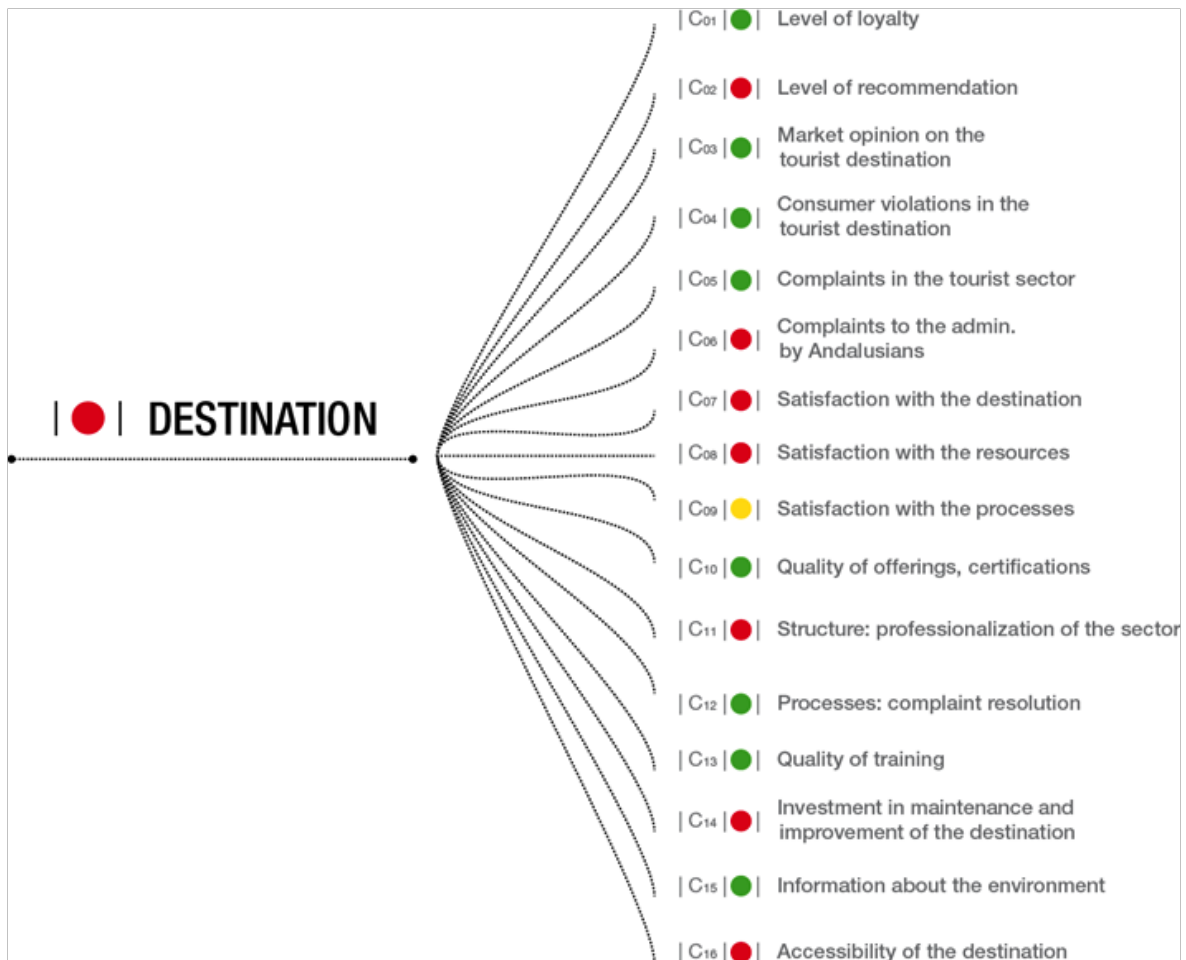 | C01 | | Level of loyalty
| C02 | | Level of recommendation
| C03 | | Market opinion on the
tourist destination
| C04 | | Consumer violations in the
tourist destination
| C05 | | Complaints in the tourist sector
| C06 | | Complaints to the admin.
by Andalusians
| C07 | | Satisfaction with the destination
| | DESTINATION
| C08 | | Satisfaction with the resources
| C09 | | Satisfaction with the processes
| C10 | | Quality of offerings, certifications
| C11 | | Structure: professionalization of the sector
| C12 | | Processes: complaint resolution
| C13 | | Quality of training
| C14 | | Investment in maintenance and
improvement of the destination
| C15 | | Information about the environment
| C16 | | Accessibility of the destination